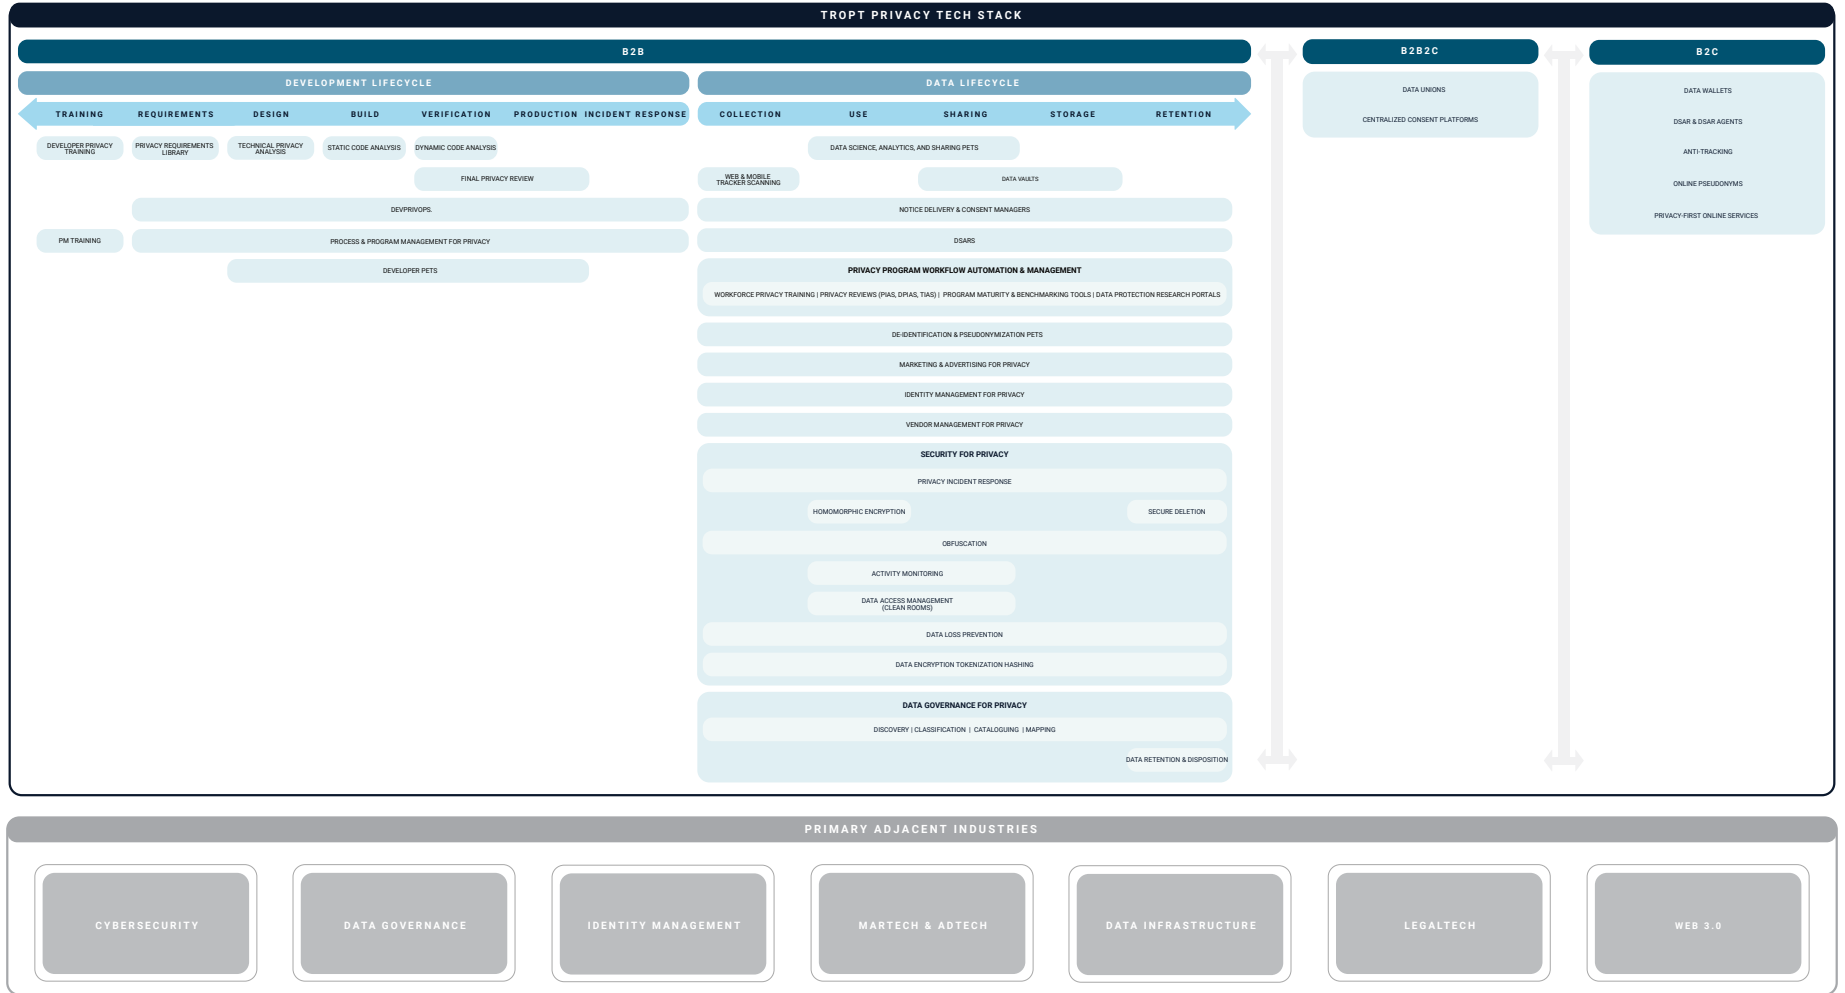 TROPT PRIVACY TECH STACK
B2B
B2B2C
B2C
DEVELOPMENT LIFECYCLE
DATA LIFECYCLE
TRAINING
REQUIREMENTS
DESIGN
BUILD
VERIFICATION
PRODUCTION
INCIDENT RESPONSE
COLLECTION
USE
SHARING
STORAGE
RETENTION
DEVELOPER PRIVACY
TRAINING
PRIVACY REQUIREMENTS
LIBRARY
TECHNICAL PRIVACY
ANALYSIS
STATIC CODE ANALYSIS
DYNAMIC CODE ANALYSIS
FINAL PRIVACY REVIEW
DEVPRIVOPS.
PM TRAINING
PROCESS & PROGRAM MANAGEMENT FOR PRIVACY
DEVELOPER PETS
DATA SCIENCE, ANALYTICS, AND SHARING PETS
WEB & MOBILE
TRACKER SCANNING
DATA VAULTS
NOTICE DELIVERY & CONSENT MANAGERS
DSARS
PRIVACY PROGRAM WORKFLOW AUTOMATION & MANAGEMENT
WORKFORCE PRIVACY TRAINING | PRIVACY REVIEWS (PIAS, DPIAS, TIAS) | PROGRAM MATURITY & BENCHMARKING TOOLS | DATA PROTECTION RESEARCH PORTALS
DE-IDENTIFICATION & PSEUDONYMIZATION PETS
MARKETING & ADVERTISING FOR PRIVACY
IDENTITY MANAGEMENT FOR PRIVACY
VENDOR MANAGEMENT FOR PRIVACY
SECURITY FOR PRIVACY
PRIVACY INCIDENT RESPONSE
HOMOMORPHIC ENCRYPTION
SECURE DELETION
OBFUSCATION
ACTIVITY MONITORING
DATA ACCESS MANAGEMENT
(CLEAN ROOMS)
DATA LOSS PREVENTION
DATA ENCRYPTION TOKENIZATION HASHING
DATA GOVERNANCE FOR PRIVACY
DISCOVERY | CLASSIFICATION | CATALOGUING | MAPPING
DATA RETENTION & DISPOSITION
DATA UNIONS
CENTRALIZED CONSENT PLATFORMS
DATA WALLETS
DSAR & DSAR AGENTS
ANTI-TRACKING
ONLINE PSEUDONYMS
PRIVACY-FIRST ONLINE SERVICES
PRIMARY ADJACENT INDUSTRIES
CYBERSECURITY
DATA GOVERNANCE
IDENTITY MANAGEMENT
MARTECH & ADTECH
DATA INFRASTRUCTURE
LEGALTECH
WEB 3.0